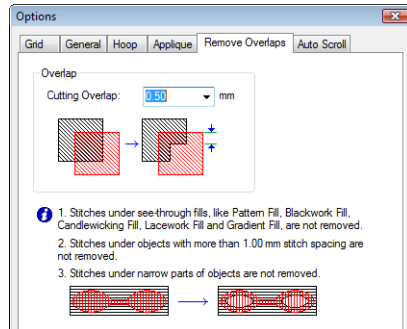 Options
Grid General Hoop Applique Remove Overlaps Auto Scroll
Overlap
Cutting Overlap: 0.50 mm
1. Stitches under see-through fills, like Pattern Fill, Blackwork Fill,
Candlewicking Fill, Lacework Fill and Gradient Fill, are not removed.
2. Stitches under objects with more than 1.00 mm stitch spacing are
not removed.
3. Stitches under narrow parts of objects are not removed.